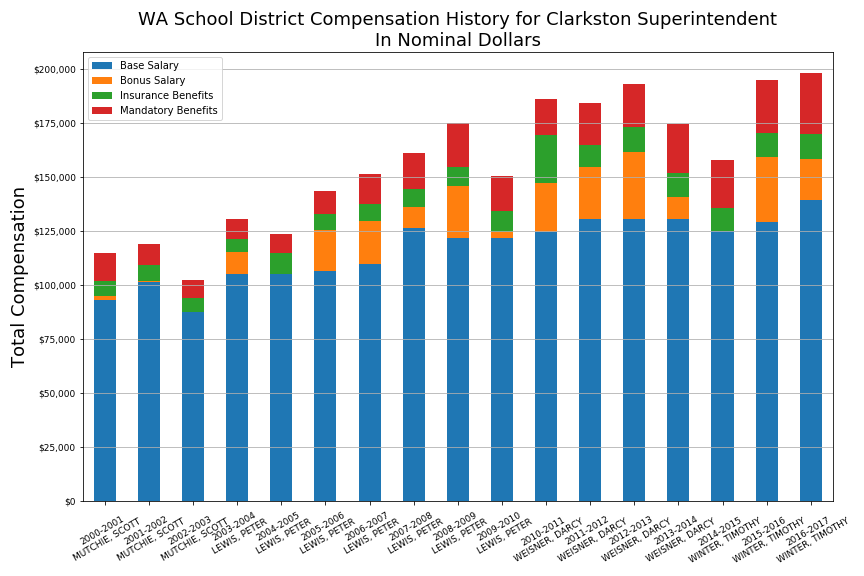 WA School District Compensation History for Clarkston Superintendent
In Nominal Dollars
Base Salary
Bonus Salary
Insurance Benefits
Mandatory Benefits
Total Compensation
$200,000
$175,000
$150,000
$125,000
$100,000
$75,000
$50,000
$25,000
$0
2000-2001
MUTCHIE, SCOTT
2001-2002
MUTCHIE, SCOTT
2002-2003
MUTCHIE, SCOTT
2003-2004
LEWIS, PETER
2004-2005
LEWIS, PETER
2005-2006
LEWIS, PETER
2006-2007
LEWIS, PETER
2007-2008
LEWIS, PETER
2008-2009
LEWIS, PETER
2009-2010
LEWIS, PETER
2010-2011
WEISNER, DARCY
2011-2012
WEISNER, DARCY
2012-2013
WEISNER, DARCY
2013-2014
WEISNER, DARCY
2014-2015
WINTER, TIMOTHY
2015-2016
WINTER, TIMOTHY
2016-2017
WINTER, TIMOTHY